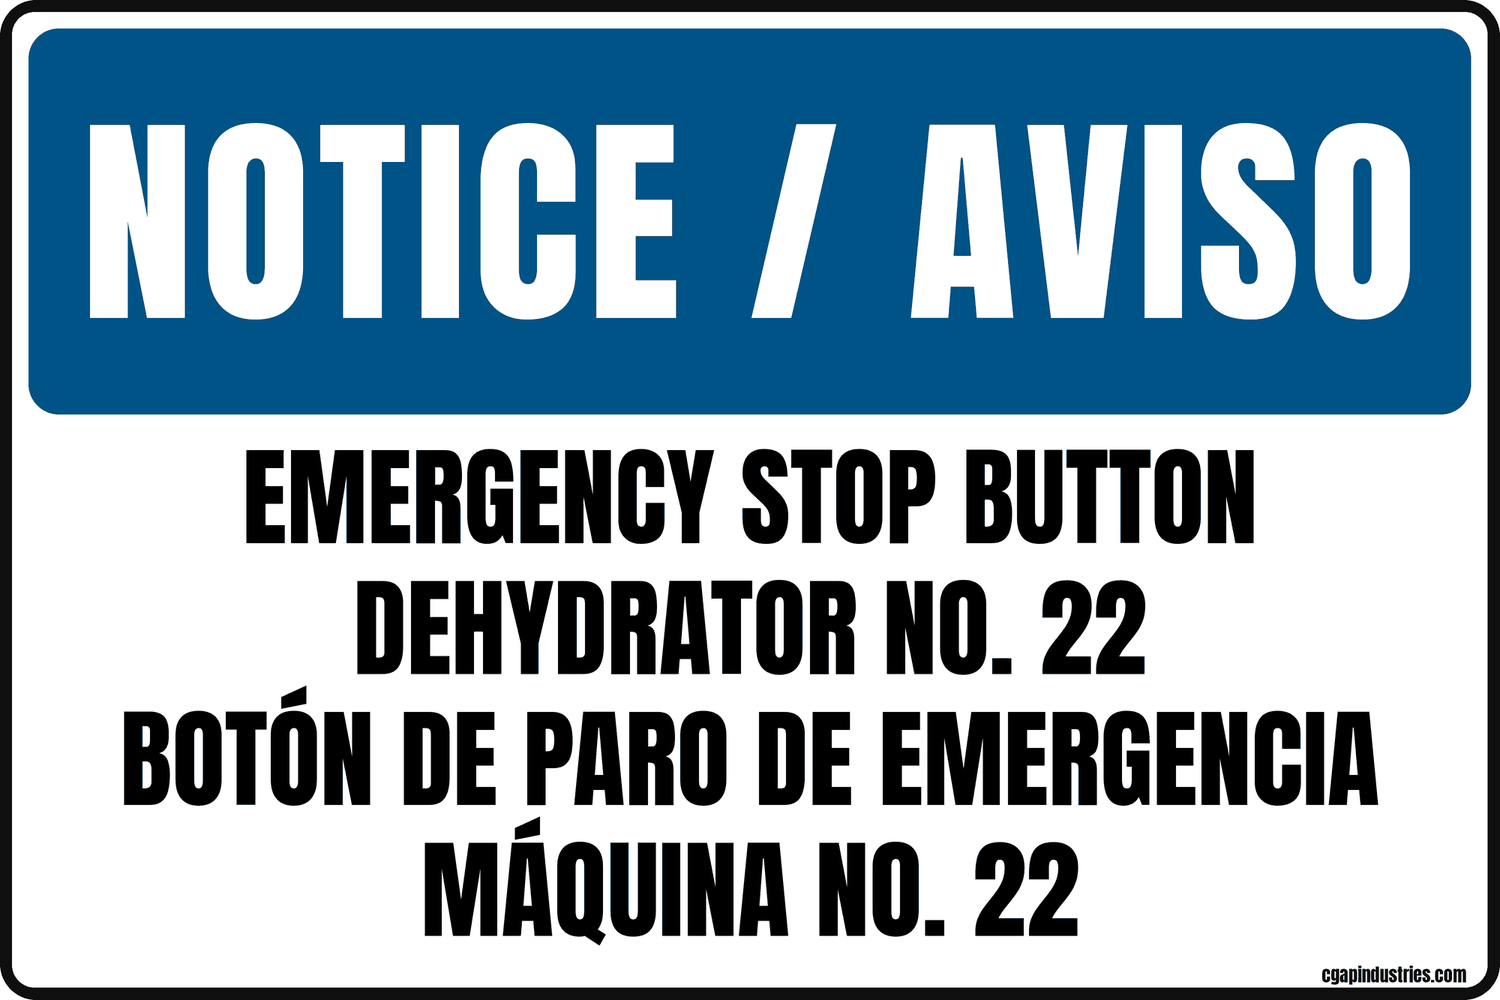 NOTICE / AVISO
EMERGENCY STOP BUTTON
DEHYDRATOR NO. 22
BOTÓN DE PARO DE EMERGENCIA
MÁQUINA NO. 22
cgapindustries.com